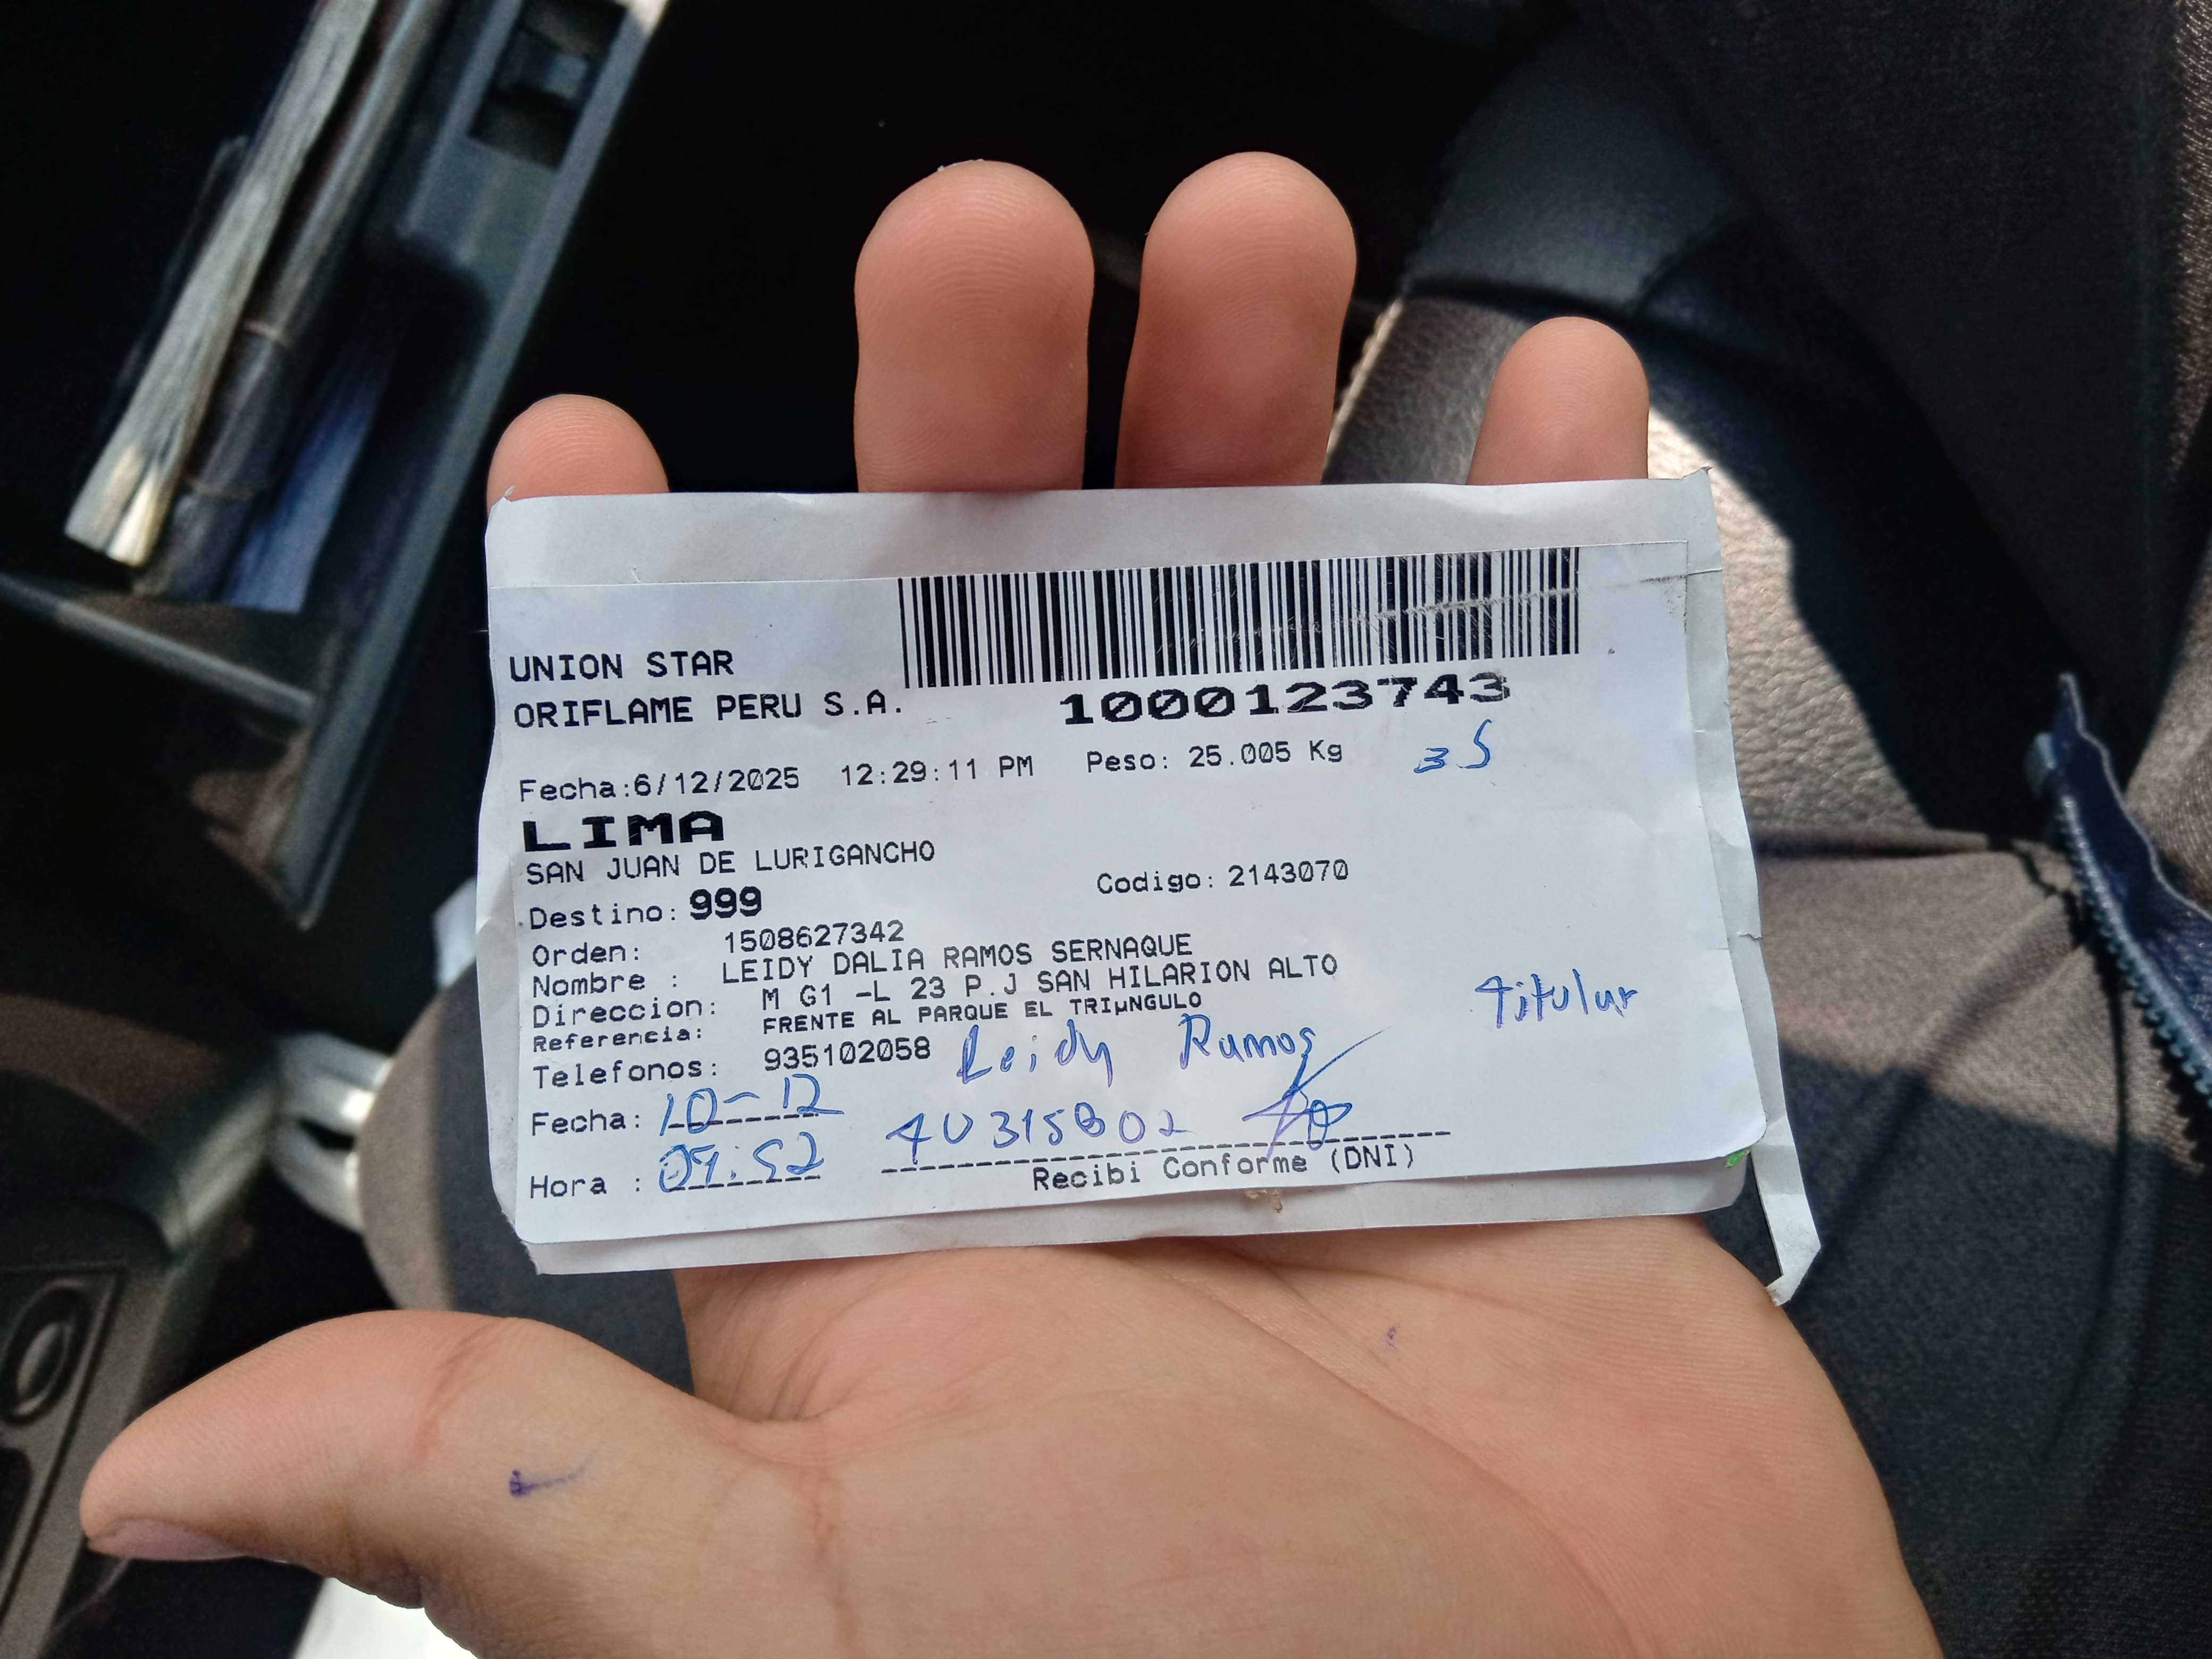 UNION STAR
ORIFLAME PERU S.A.
1000123743
Fecha:6/12/2025 12:29:11 PM Peso: 25.005 Kg 35
LIMA
SAN JUAN DE LURIGANCHO
Destino: 999 Codigo: 2143070
Orden: 1508627342
Nombre : LEIDY DALIA RAMOS SERNAQUE
Direccion: M G1 -L 23 P.J SAN HILARION ALTO
Referencia: FRENTE AL PARQUE EL TRIµNGULO
Titular
Telefonos: 935102058 Leidy Ramos
Fecha: 10-12
40315802
Hora : 09:52
Recibi Conforme (DNI)